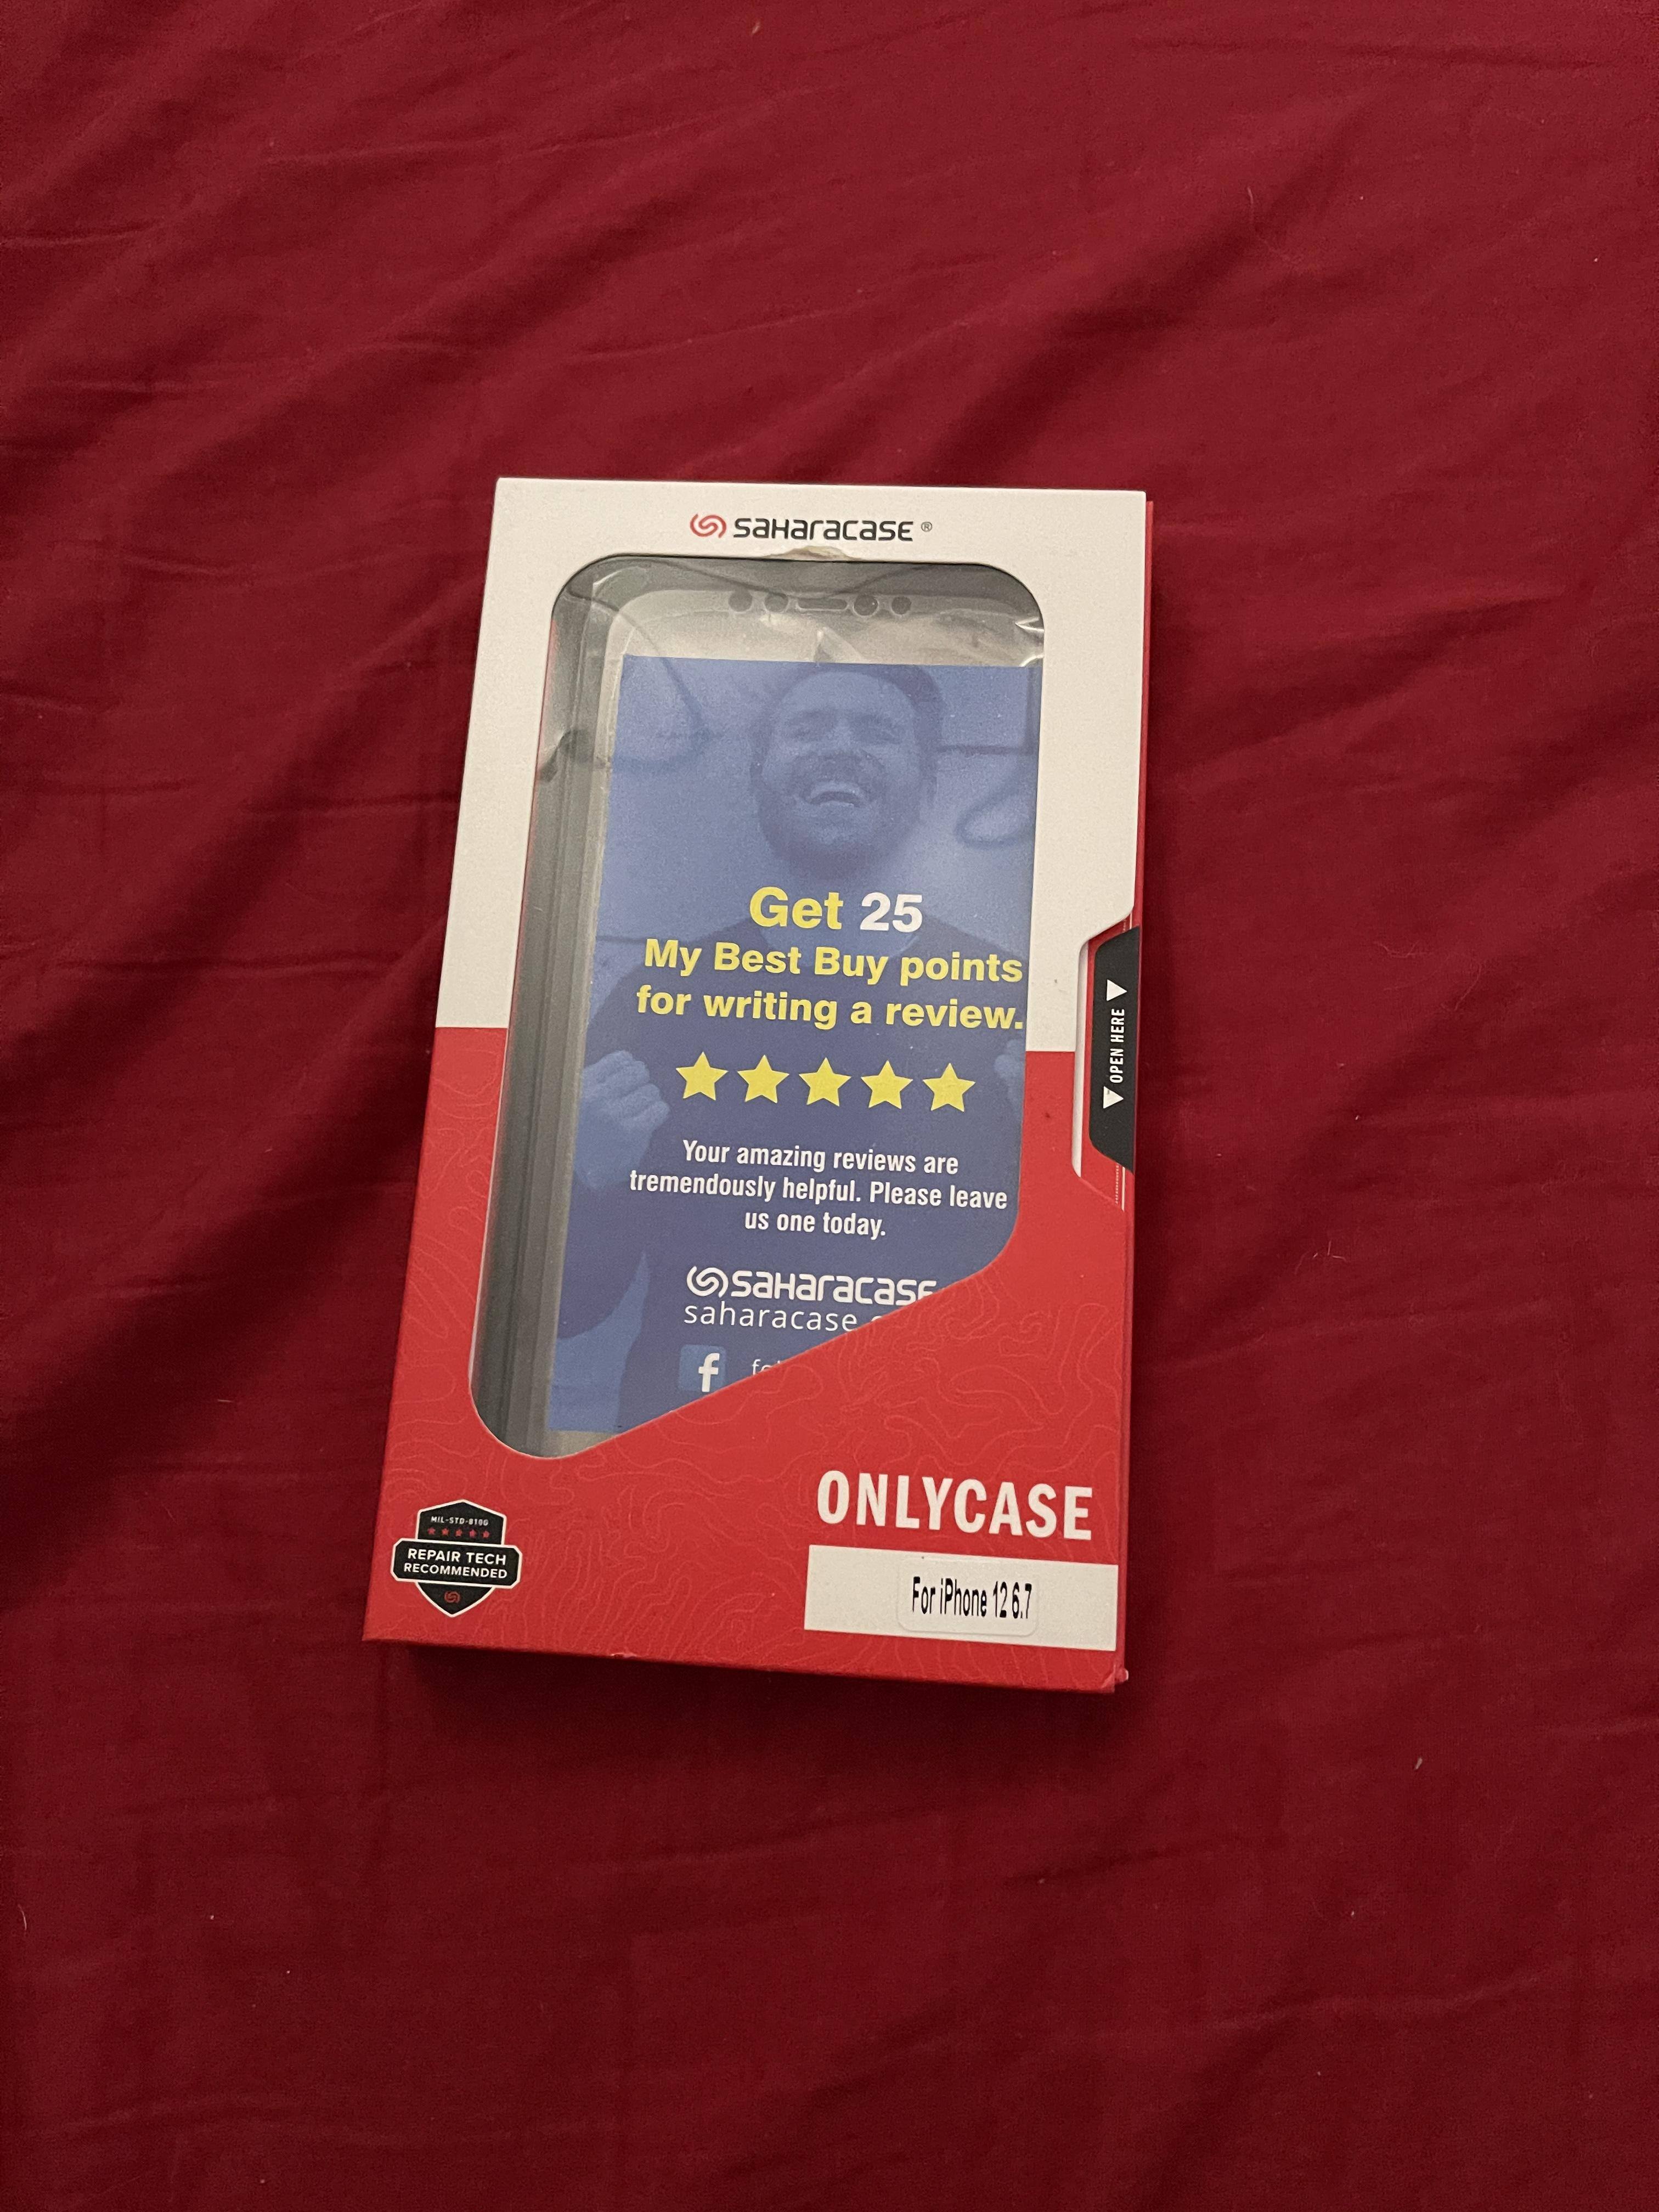 saharacase®
Get 25
My Best Buy points
for writing a review.
Your amazing reviews are
tremendously helpful. Please leave
us one today.
saharacase
saharacase
f
OPEN HERE
ONLYCASE
For iPhone 12 6.7
MIL-STD-810G
REPAIR TECH
RECOMMENDED